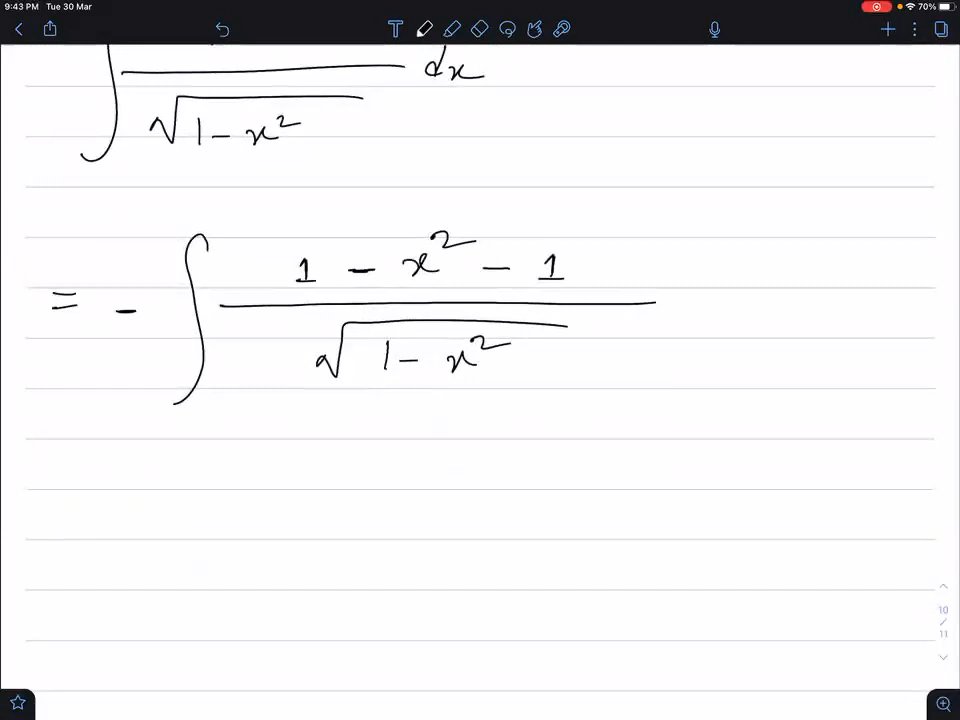 9:43 PM Tue 30 Mar 70%
∫ ―――― dx
√(1 - x²)
= - ∫ (1 - x² - 1) / √(1 - x²)
10
/
11